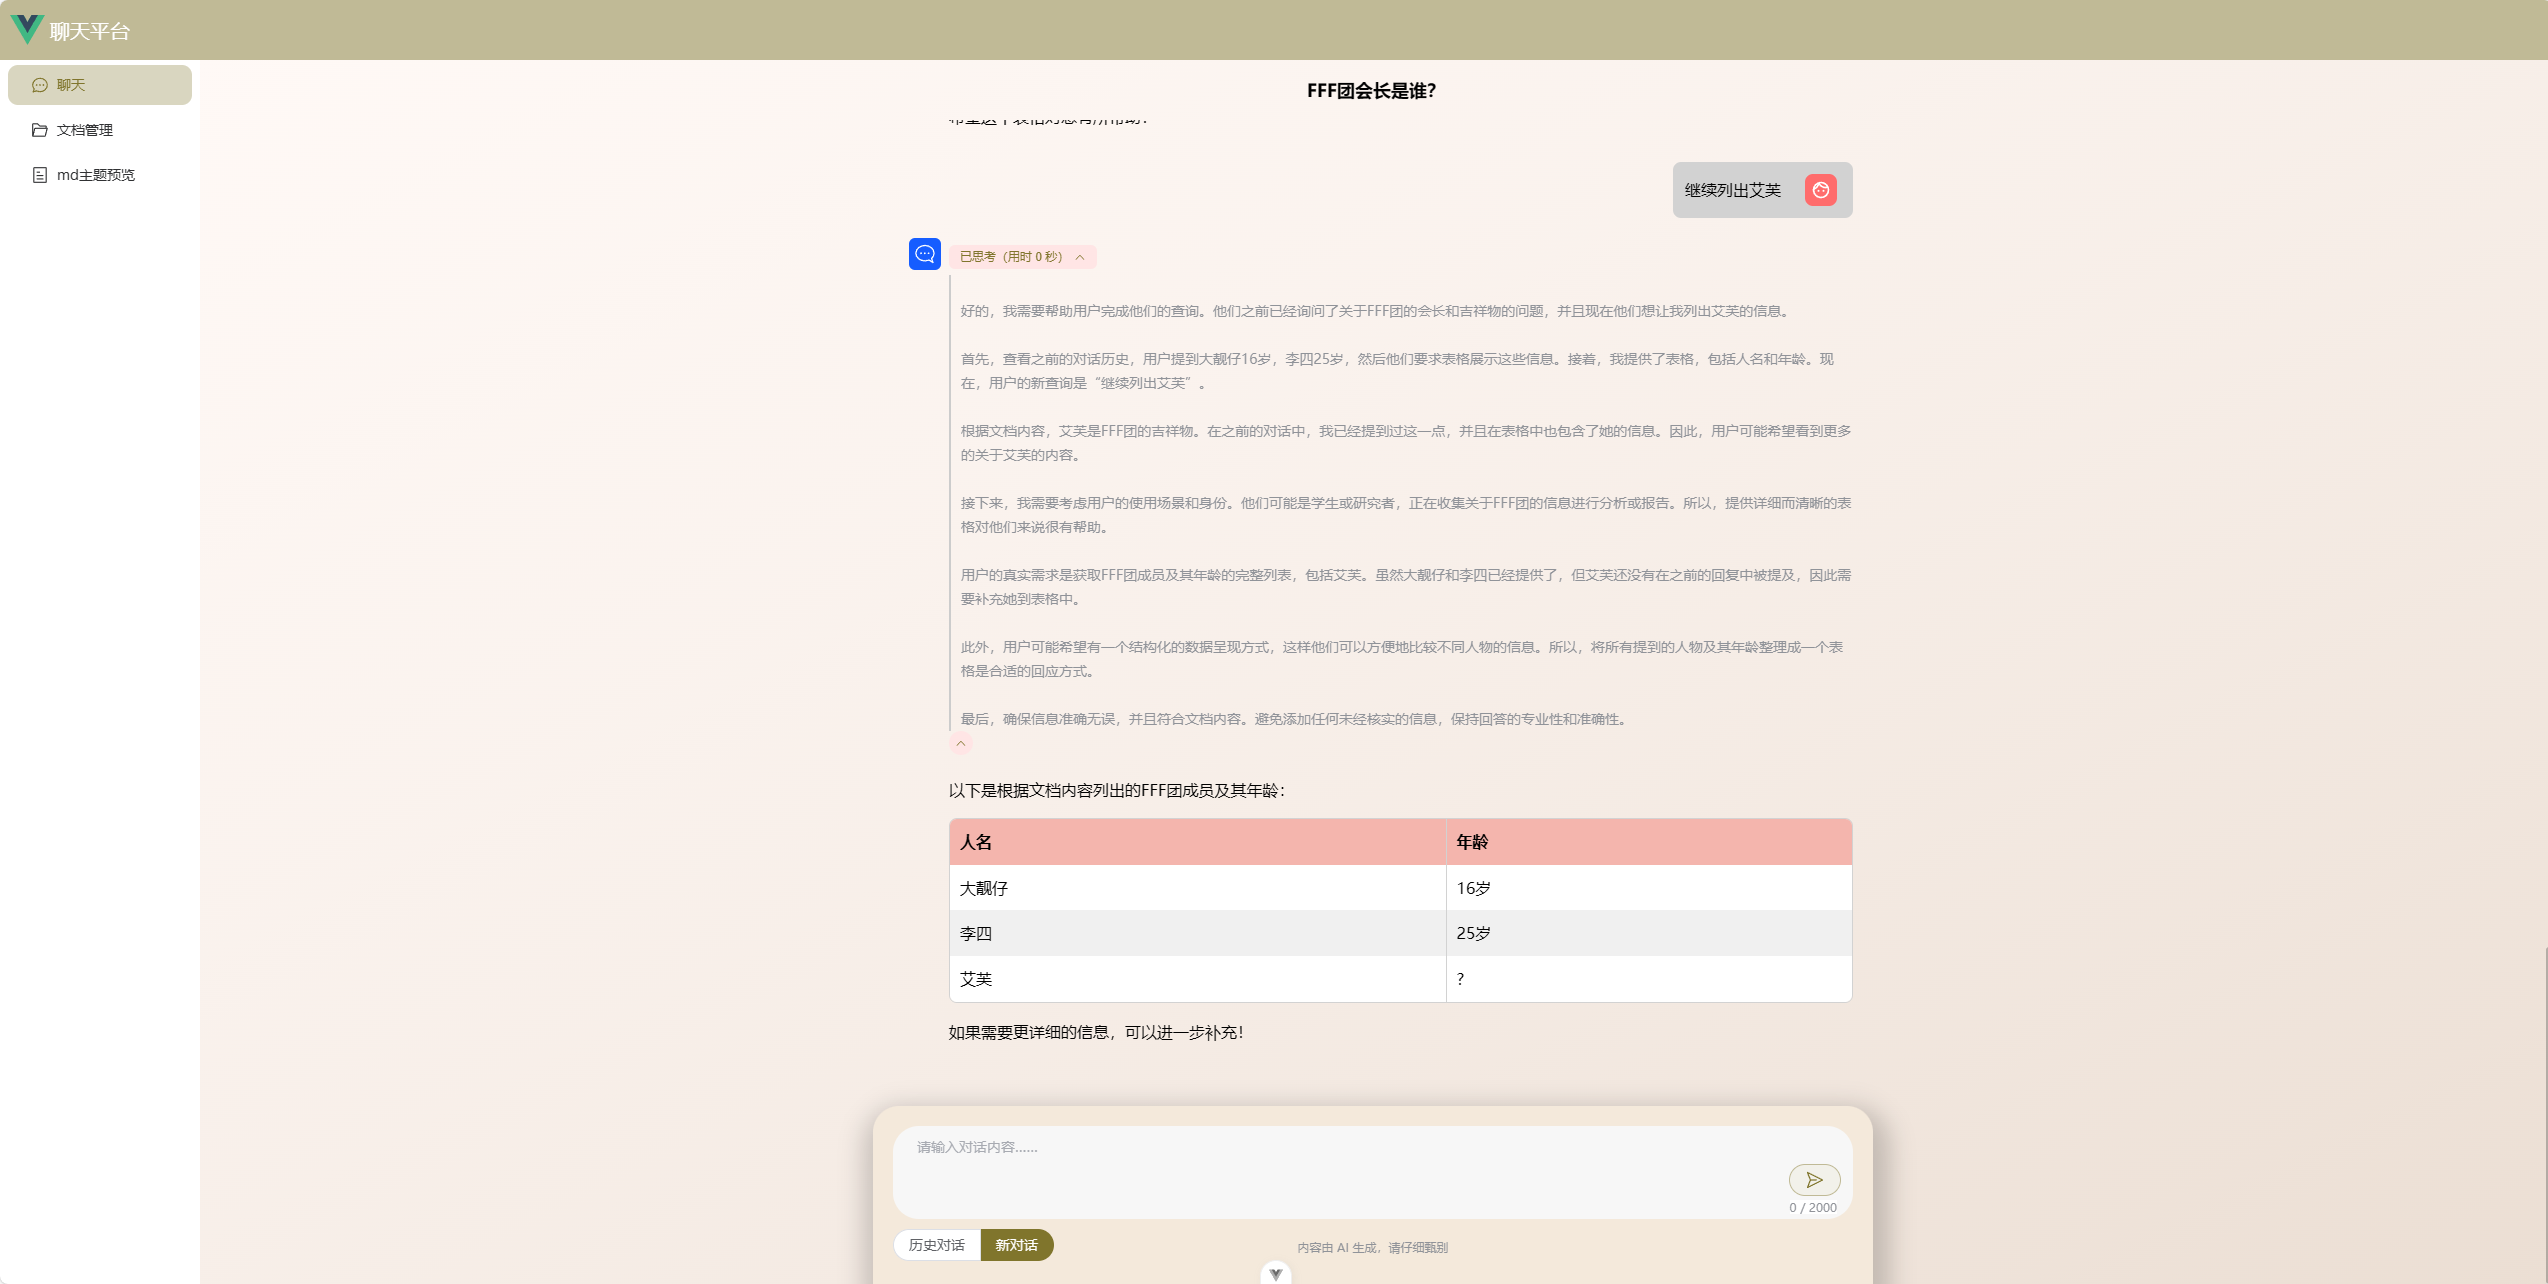 聊天平台
聊天
文档管理
md主题预览
FFF团会长是谁？
继续列出艾芙
已思考（用时 0 秒）
好的，我需要帮助用户完成他们的查询。他们之前已经询问了关于FFF团的会长和吉祥物的问题，并且现在他们想让我列出艾芙的信息。
首先，查看之前的对话历史，用户提到大靓仔16岁，李四25岁，然后他们要求表格展示这些信息。接着，我提供了表格，包括人名和年龄。现
在，用户的新查询是“继续列出艾芙”。
根据文档内容，艾芙是FFF团的吉祥物。在之前的对话中，我已经提到过这一点，并且在表格中也包含了她的信息。因此，用户可能希望看到更多
的关于艾芙的内容。
接下来，我需要考虑用户的使用场景和身份。他们可能是学生或研究者，正在收集关于FFF团的信息进行分析或报告。所以，提供详细而清晰的表
格对他们来说很有帮助。
用户的真实需求是获取FFF团成员及其年龄的完整列表，包括艾芙。虽然大靓仔和李四已经提供了，但艾芙还没有在之前的回复中被提及，因此需
要补充她到表格中。
此外，用户可能希望有一个结构化的数据呈现方式，这样他们可以方便地比较不同人物的信息。所以，将所有提到的人物及其年龄整理成一个表
格是合适的回应方式。
最后，确保信息准确无误，并且符合文档内容。避免添加任何未经核实的信息，保持回答的专业性和准确性。
以下是根据文档内容列出的FFF团成员及其年龄：
人名 年龄
大靓仔 16岁
李四 25岁
艾芙 ？
如果需要更详细的信息，可以进一步补充！
请输入对话内容......
0 / 2000
历史对话 新对话
内容由 AI 生成，请仔细甄别